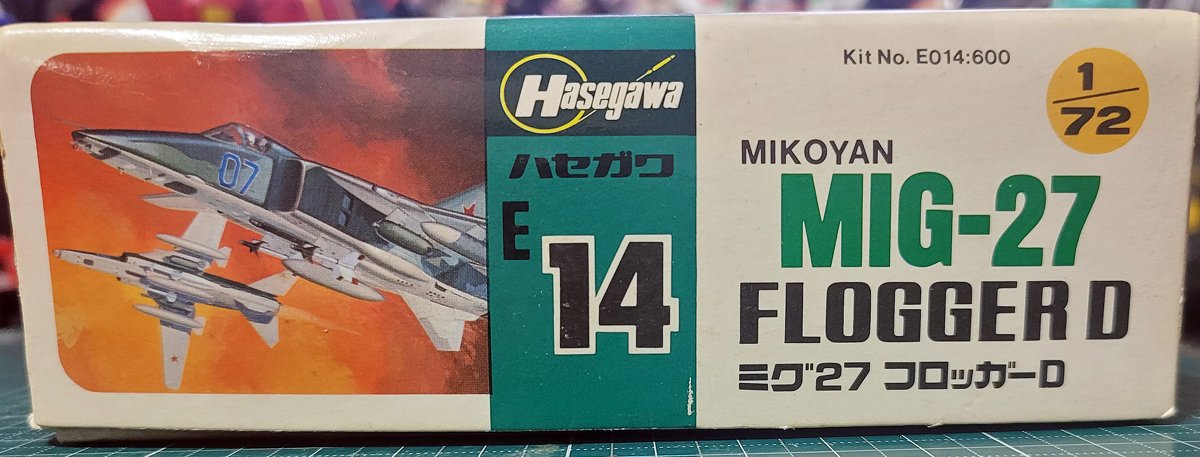 07
Hasegawa
ハセガワ
E 14
Kit No. E014:600
1/72
MIKOYAN
MIG-27
FLOGGER D
ミグ27 フロッガーD